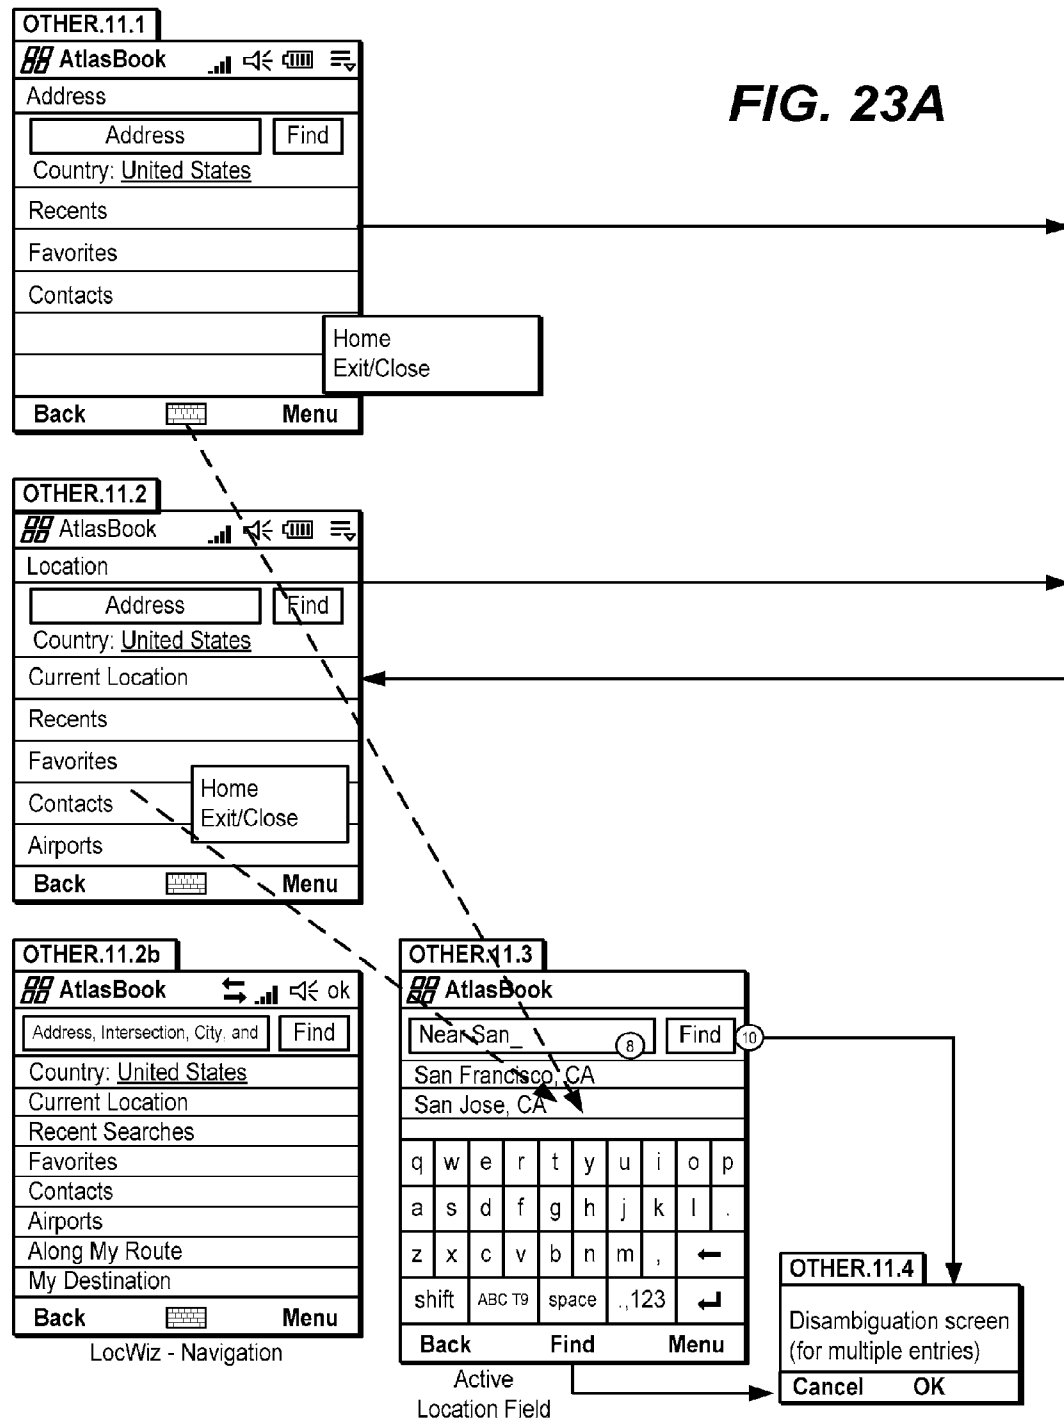 OTHER.11.1
AtlasBook
FIG. 23A
Address
Address Find
Country: United States
Recents
Favorites
Contacts
Home
Exit/Close
Back Menu
OTHER.11.2
AtlasBook
Location
Address Find
Country: United States
Current Location
Recents
Favorites
Home
Contacts
Exit/Close
Airports
Back Menu
OTHER.11.2b
AtlasBook ok
Address, Intersection, City, and Find
Country: United States
Current Location
Recent Searches
Favorites
Contacts
Airports
Along My Route
My Destination
Back Menu
LocWiz - Navigation
OTHER.11.3
AtlasBook
Near San_ 8 Find 10
San Francisco, CA
San Jose, CA
q w e r t y u i o p
a s d f g h j k l .
z x c v b n m ,
shift ABC T9 space .,123
Back Find Menu
Active
Location Field
OTHER.11.4
Disambiguation screen
(for multiple entries)
Cancel OK